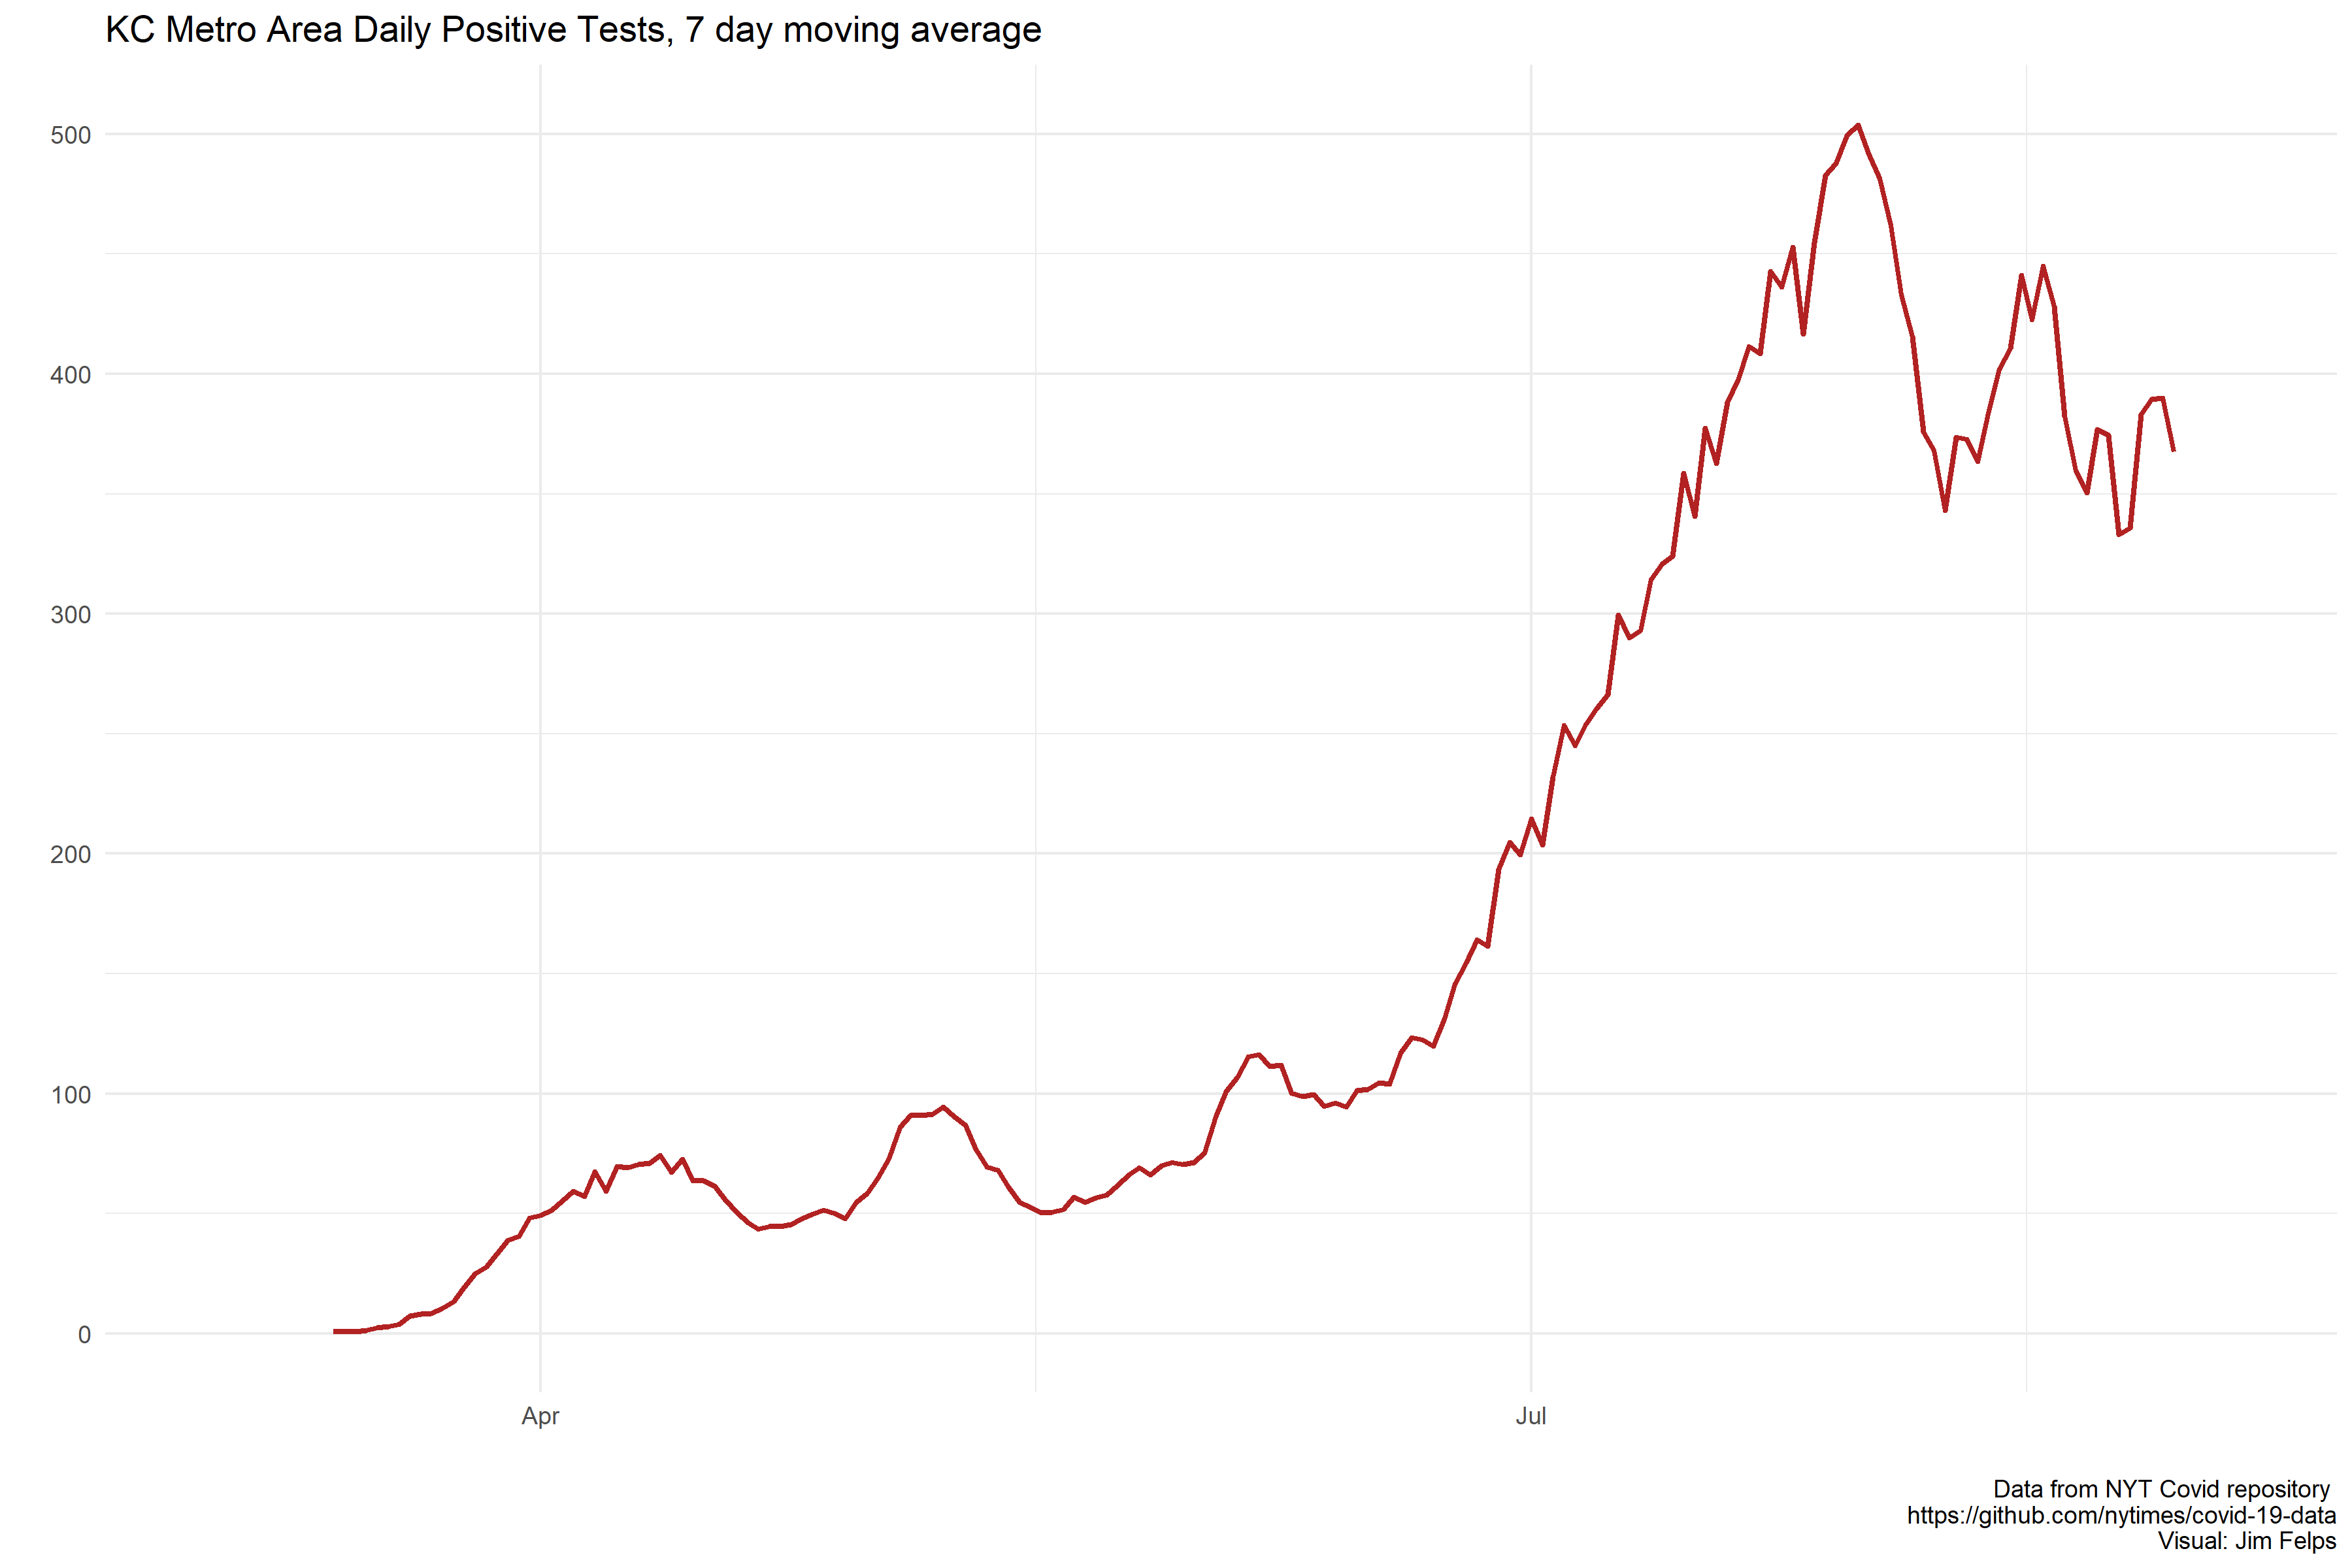 KC Metro Area Daily Positive Tests, 7 day moving average
500
400
300
200
100
0
Apr
Jul
Data from NYT Covid repository
https://github.com/nytimes/covid-19-data
Visual: Jim Felps